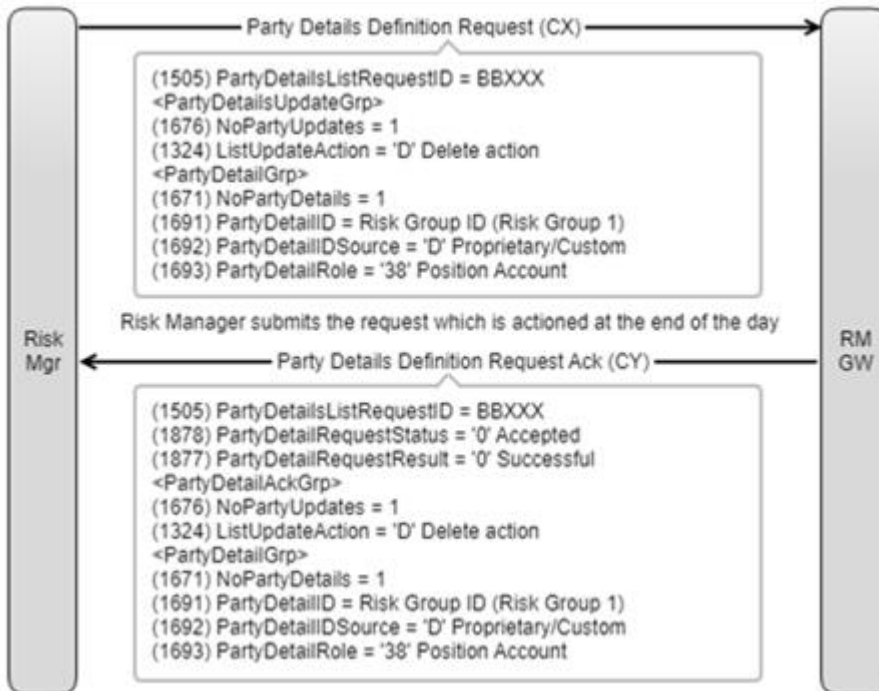 Party Details Definition Request (CX)
(1505) PartyDetailsListRequestID = BBXXX
<PartyDetailsUpdateGrp>
(1676) NoPartyUpdates = 1
(1324) ListUpdateAction = 'D' Delete action
<PartyDetailGrp>
(1671) NoPartyDetails = 1
(1691) PartyDetailID = Risk Group ID (Risk Group 1)
(1692) PartyDetailIDSource = 'D' Proprietary/Custom
(1693) PartyDetailRole = '38' Position Account
Risk Manager submits the request which is actioned at the end of the day
Risk
Mgr
RM
GW
Party Details Definition Request Ack (CY)
(1505) PartyDetailsListRequestID = BBXXX
(1878) PartyDetailRequestStatus = '0' Accepted
(1877) PartyDetailRequestResult = '0' Successful
<PartyDetailAckGrp>
(1676) NoPartyUpdates = 1
(1324) ListUpdateAction = 'D' Delete action
<PartyDetailGrp>
(1671) NoPartyDetails = 1
(1691) PartyDetailID = Risk Group ID (Risk Group 1)
(1692) PartyDetailIDSource = 'D' Proprietary/Custom
(1693) PartyDetailRole = '38' Position Account